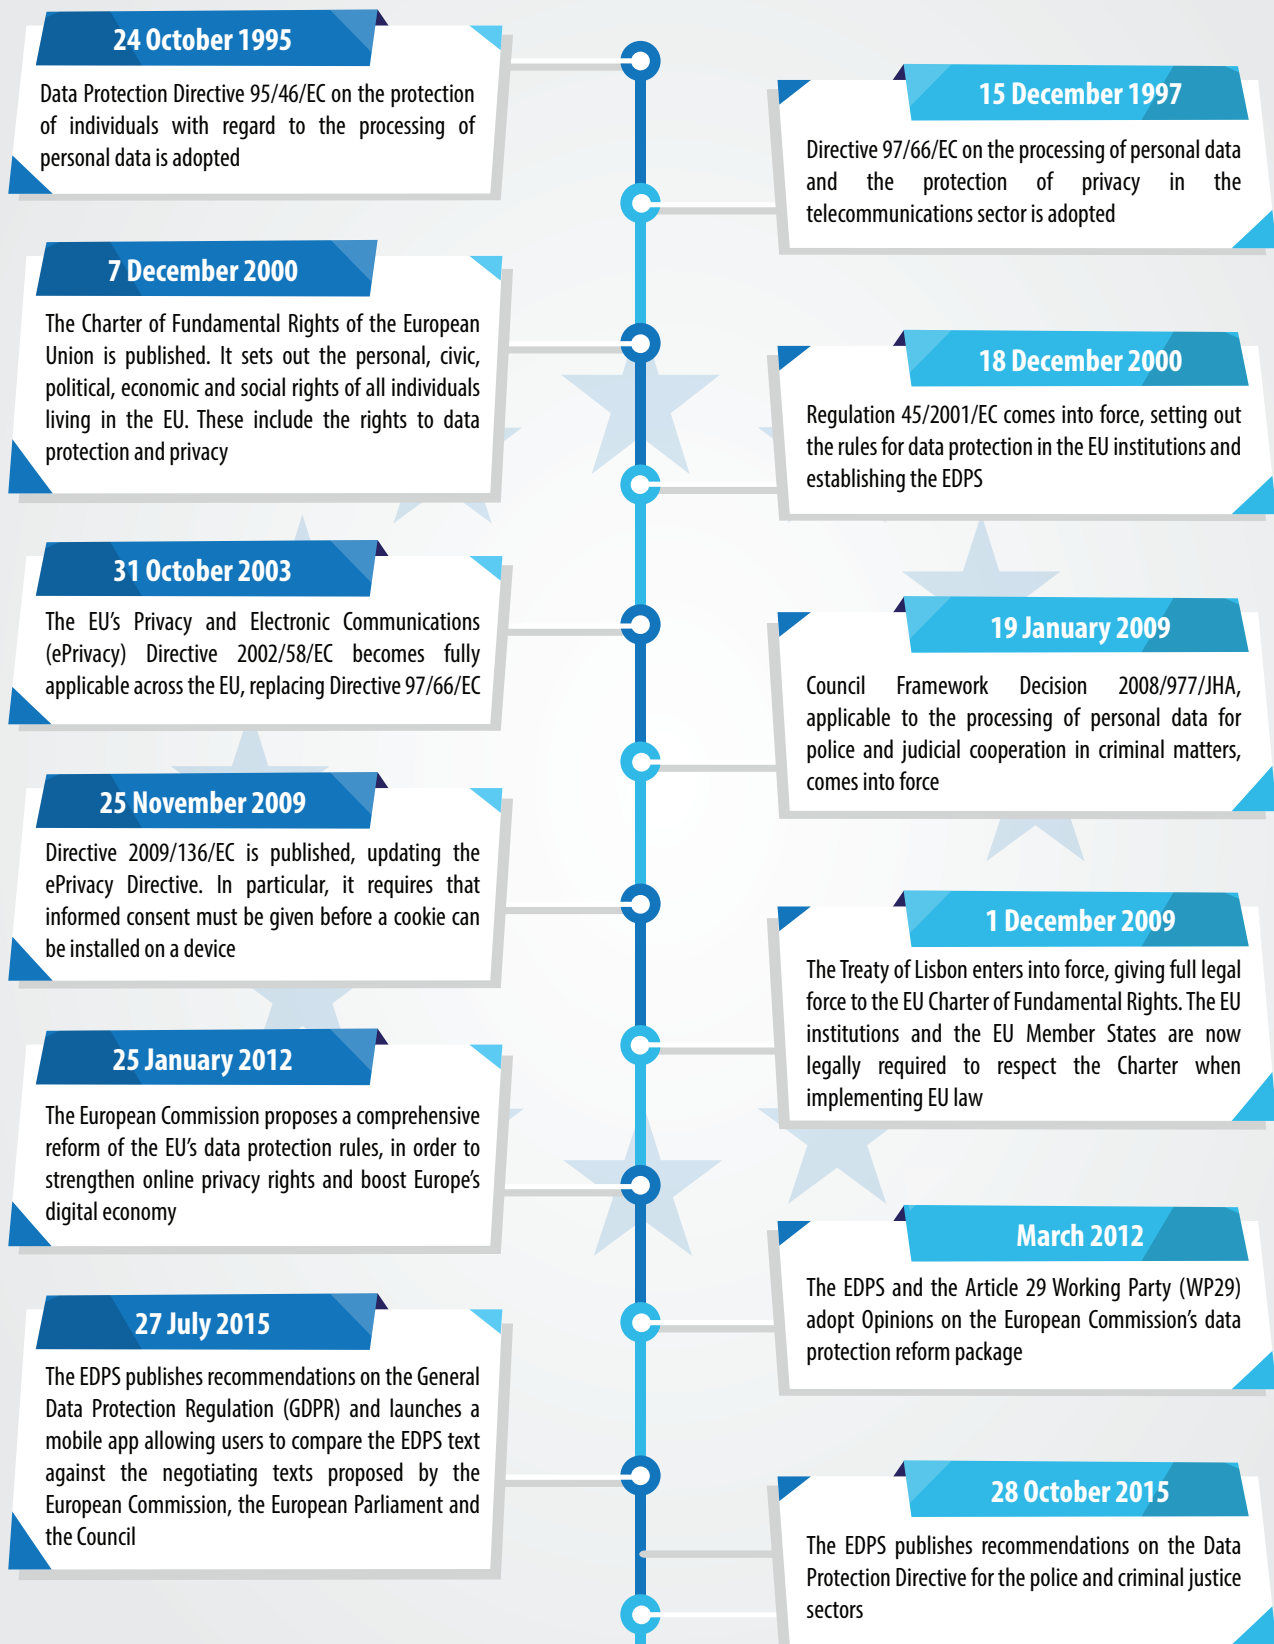 24 October 1995
Data Protection Directive 95/46/EC on the protection
of individuals with regard to the processing of
personal data is adopted
15 December 1997
Directive 97/66/EC on the processing of personal data
and the protection of privacy in the
telecommunications sector is adopted
7 December 2000
The Charter of Fundamental Rights of the European
Union is published. It sets out the personal, civic,
political, economic and social rights of all individuals
living in the EU. These include the rights to data
protection and privacy
18 December 2000
Regulation 45/2001/EC comes into force, setting out
the rules for data protection in the EU institutions and
establishing the EDPS
31 October 2003
The EU's Privacy and Electronic Communications
(ePrivacy) Directive 2002/58/EC becomes fully
applicable across the EU, replacing Directive 97/66/EC
19 January 2009
Council Framework Decision 2008/977/JHA,
applicable to the processing of personal data for
police and judicial cooperation in criminal matters,
comes into force
25 November 2009
Directive 2009/136/EC is published, updating the
ePrivacy Directive. In particular, it requires that
informed consent must be given before a cookie can
be installed on a device
1 December 2009
The Treaty of Lisbon enters into force, giving full legal
force to the EU Charter of Fundamental Rights. The EU
institutions and the EU Member States are now
legally required to respect the Charter when
implementing EU law
25 January 2012
The European Commission proposes a comprehensive
reform of the EU's data protection rules, in order to
strengthen online privacy rights and boost Europe's
digital economy
March 2012
The EDPS and the Article 29 Working Party (WP29)
adopt Opinions on the European Commission's data
protection reform package
27 July 2015
The EDPS publishes recommendations on the General
Data Protection Regulation (GDPR) and launches a
mobile app allowing users to compare the EDPS text
against the negotiating texts proposed by the
European Commission, the European Parliament and
the Council
28 October 2015
The EDPS publishes recommendations on the Data
Protection Directive for the police and criminal justice
sectors